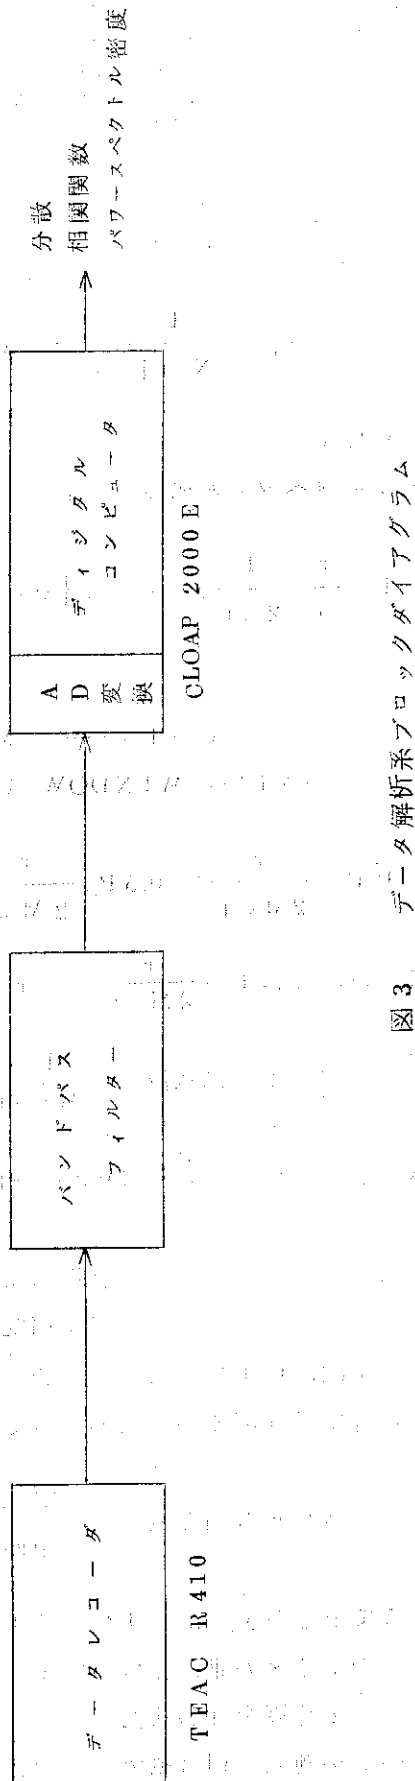 データレコーダ
TEAC R410
バンドパス
フィルター
A
D
変
換
ディジタル
コンピュータ
CLOAP 2000E
分散
相関関数
パワースペクトル密度
図3 データ解析系ブロックダイアグラム